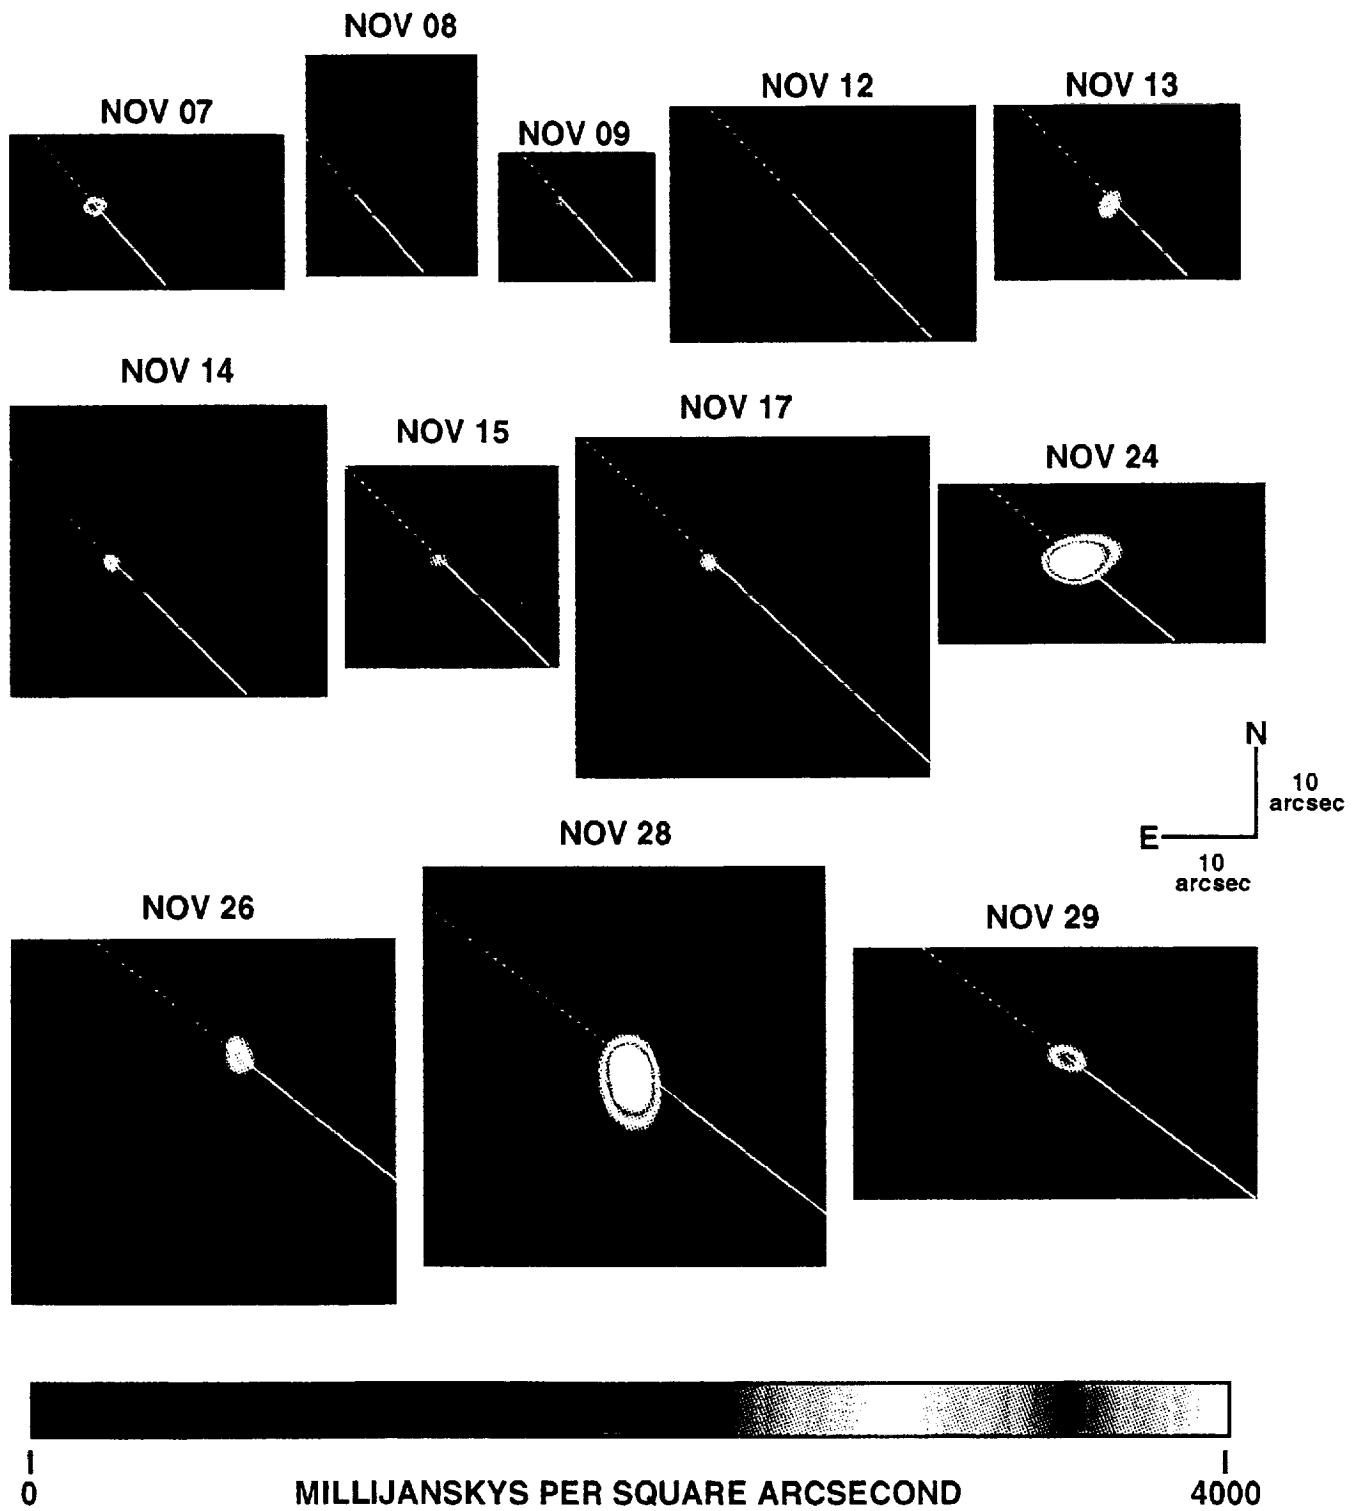 NOV 08
NOV 07
NOV 09
NOV 12
NOV 13
NOV 14
NOV 15
NOV 17
NOV 24
N
10
arcsec
E
10
arcsec
NOV 26
NOV 28
NOV 29
0
MILLIJANSKYS PER SQUARE ARCSECOND
4000